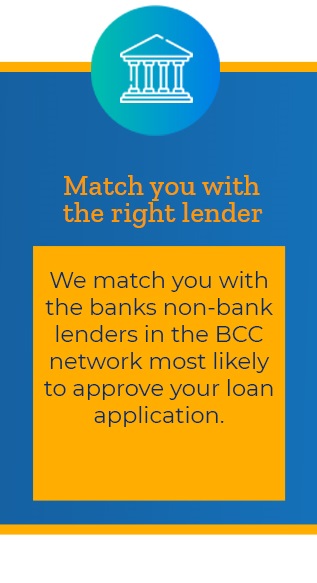 Match you with
the right lender
We match you with
the banks non-bank
lenders in the BCC
network most likely
to approve your loan
application.